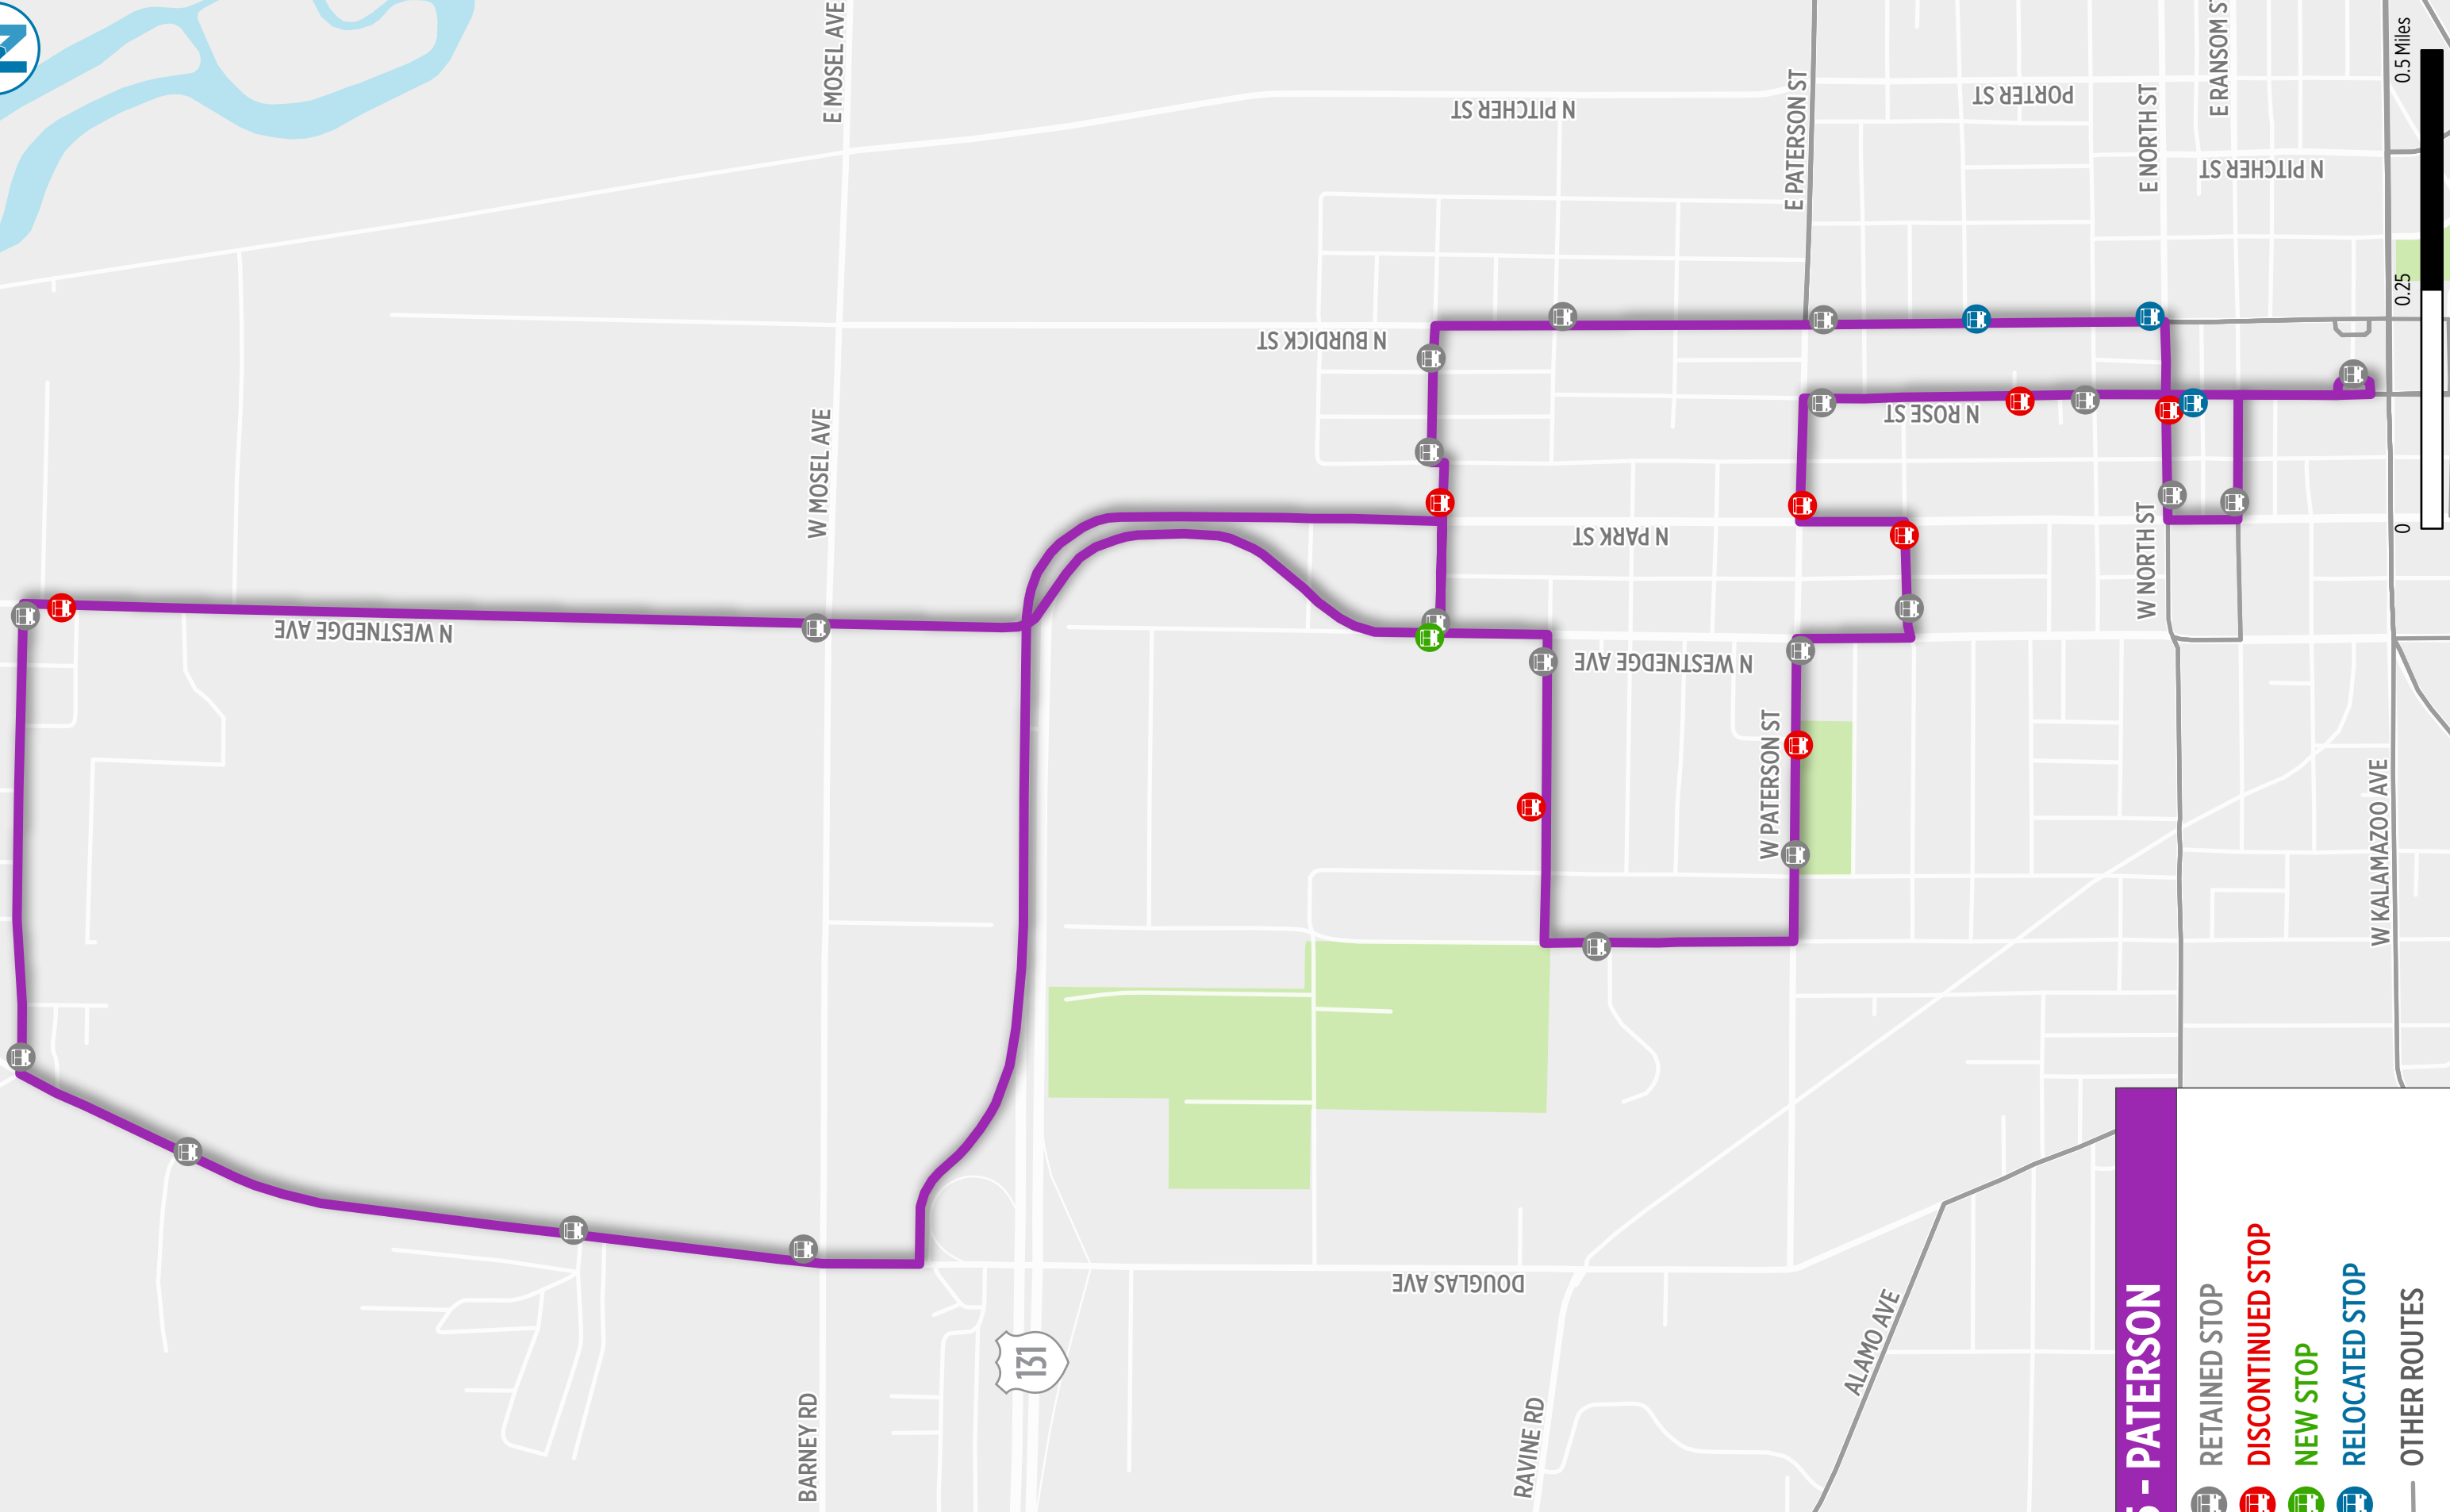 N
E MOSEL AVE
N PITCHER ST
E PATERSON ST
PORTER ST
E NORTH ST
E RANSOM S
N PITCHER ST
0.5 Miles
0.25
0
N BURDICK ST
W MOSEL AVE
N ROSE ST
N PARK ST
W NORTH ST
N WESTNEDGE AVE
N WESTNEDGE AVE
W PATERSON ST
W KALAMAZOO AVE
DOUGLAS AVE
131
ALAMO AVE
BARNEY RD
RAVINE RD
- PATERSON
RETAINED STOP
DISCONTINUED STOP
NEW STOP
RELOCATED STOP
OTHER ROUTES